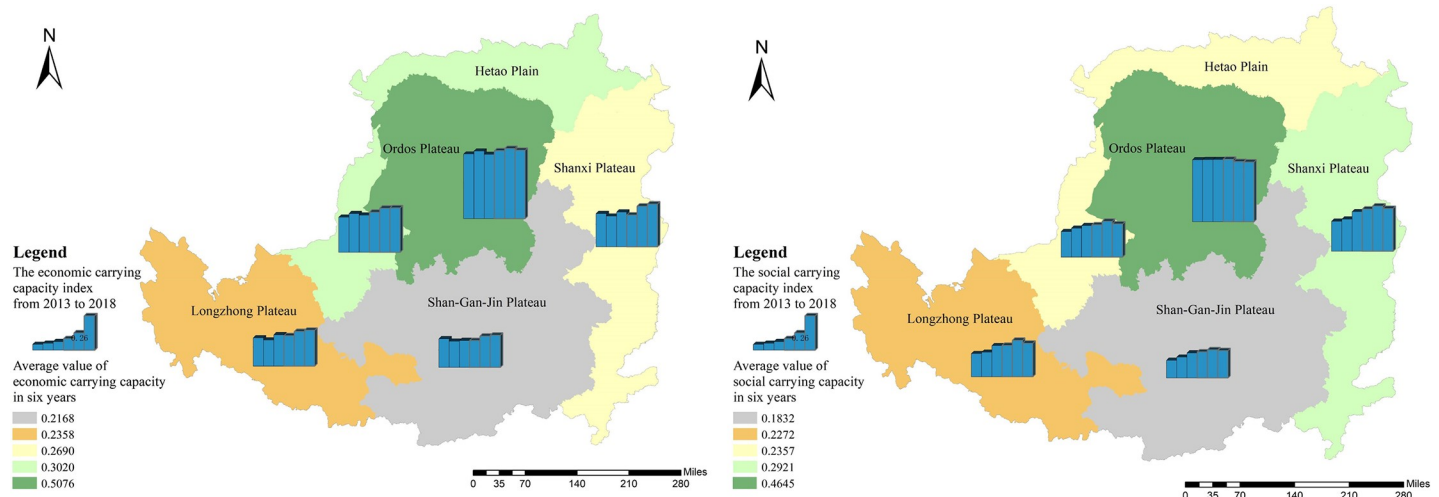 N
Hetao Plain
Ordos Plateau
Shanxi Plateau
Longzhong Plateau
Shan-Gan-Jin Plateau
Legend
The economic carrying
capacity index
from 2013 to 2018
0.26
Average value of
economic carrying capacity
in six years
0.2168
0.2358
0.2690
0.3020
0.5076
Miles
0 35 70 140 210 280
N
Hetao Plain
Ordos Plateau
Shanxi Plateau
Longzhong Plateau
Shan-Gan-Jin Plateau
Legend
The social carrying
capacity index
from 2013 to 2018
0.26
Average value of
social carrying capacity
in six years
0.1832
0.2272
0.2357
0.2921
0.4645
Miles
0 35 70 140 210 280